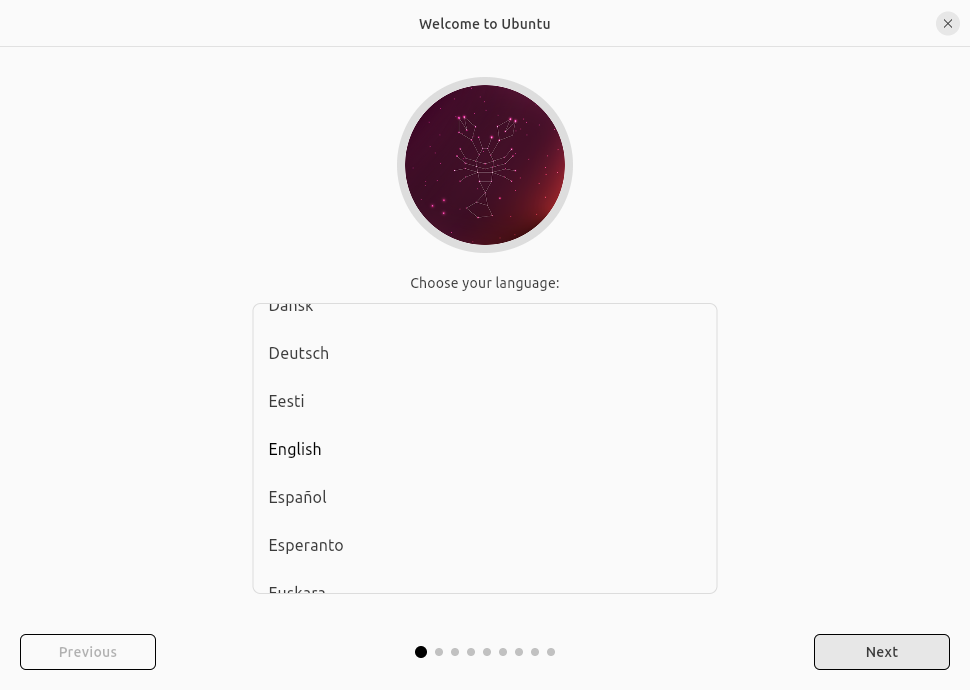 Welcome to Ubuntu
Choose your language:
Dansk
Deutsch
Eesti
English
Español
Esperanto
Euskara
Previous
Next